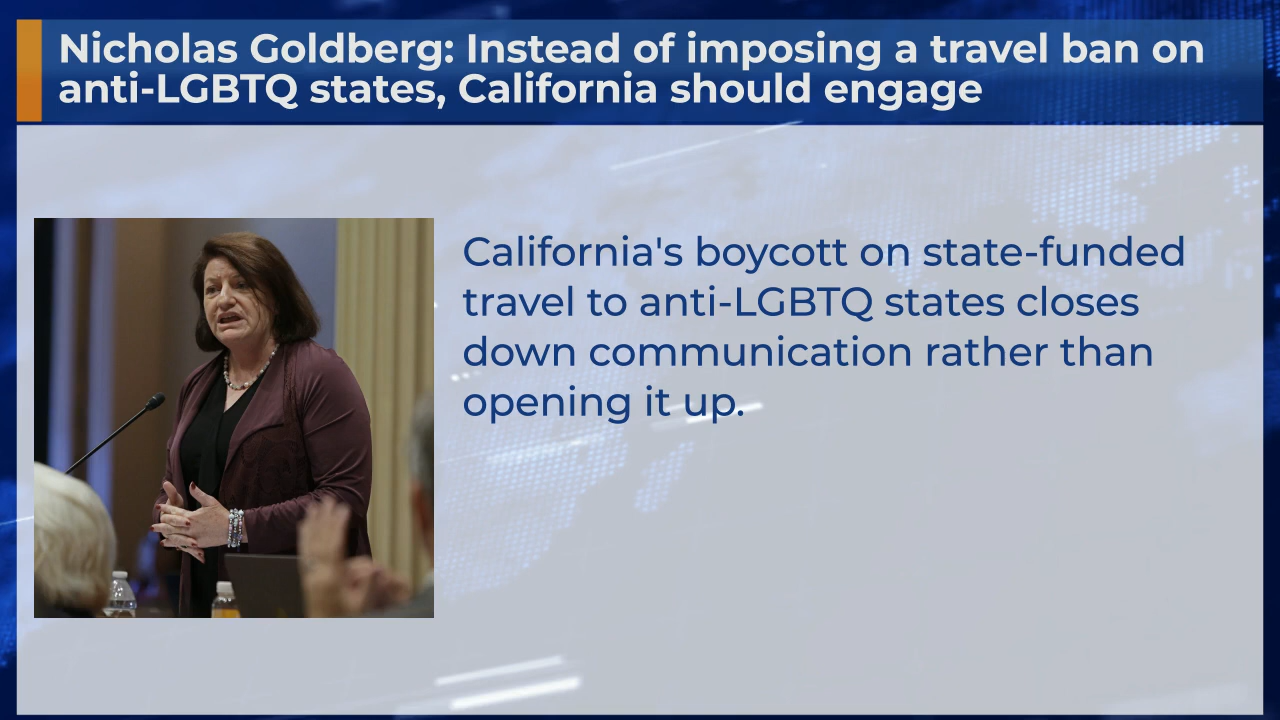 Nicholas Goldberg: Instead of imposing a travel ban on
anti-LGBTQ states, California should engage
California's boycott on state-funded
travel to anti-LGBTQ states closes
down communication rather than
opening it up.